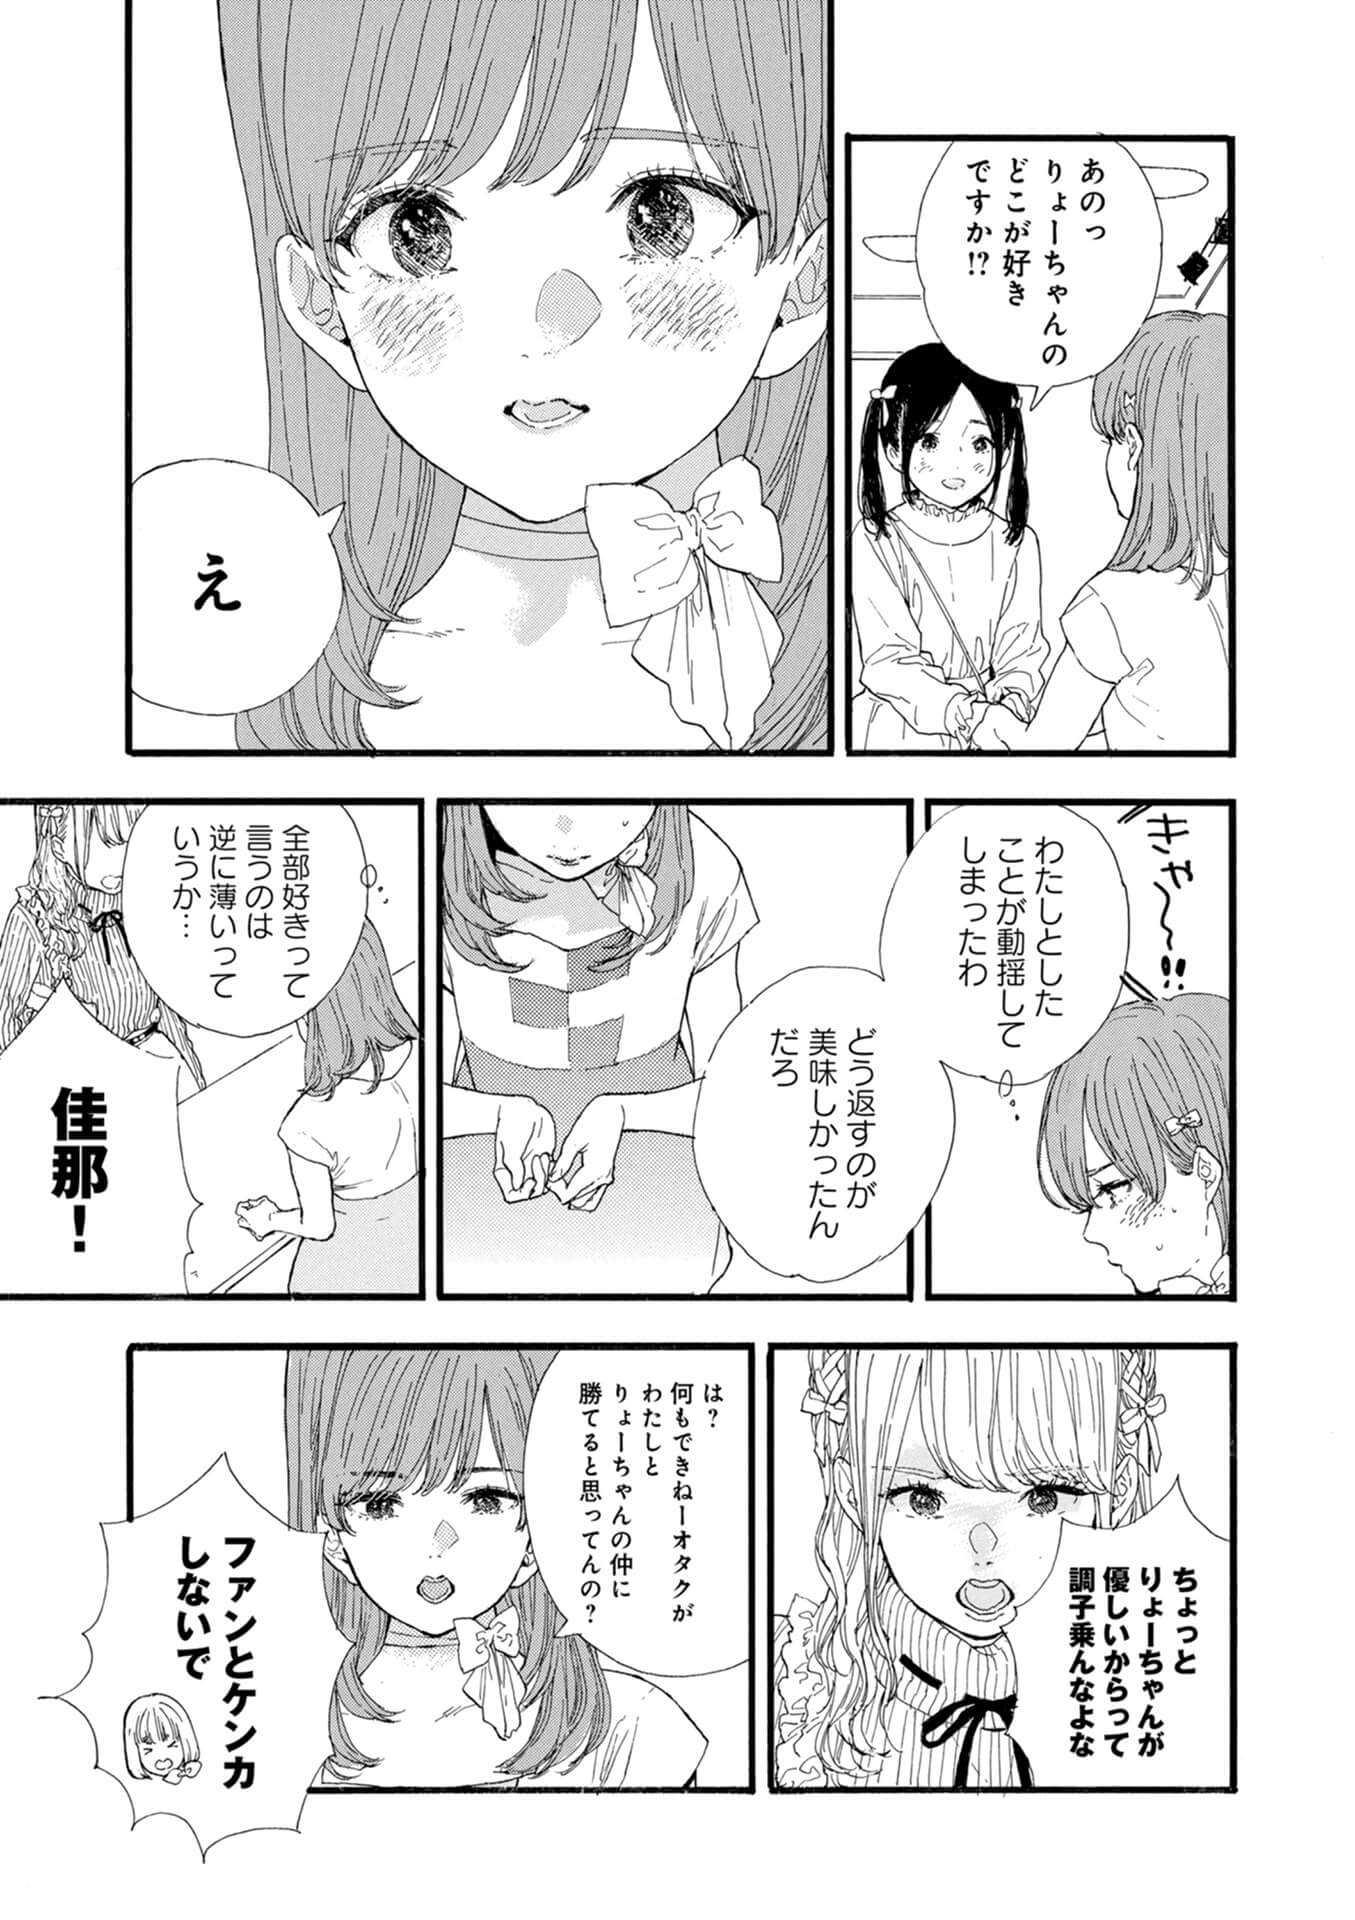 あのっ
りょーちゃんの
どこが好き
ですか!?
え
きゃ〜〜!!
わたしとした
ことが動揺して
しまったわ
どう返すのが
美味しかったん
だろ
全部好きって
言うのは
逆に薄いって
いうか…
佳那！
ちょっと
りょーちゃんが
優しいからって
調子乗んなよな
は？
何もできねーオタクが
わたしと
りょーちゃんの仲に
勝てると思ってんの？
ファンとケンカ
しないで